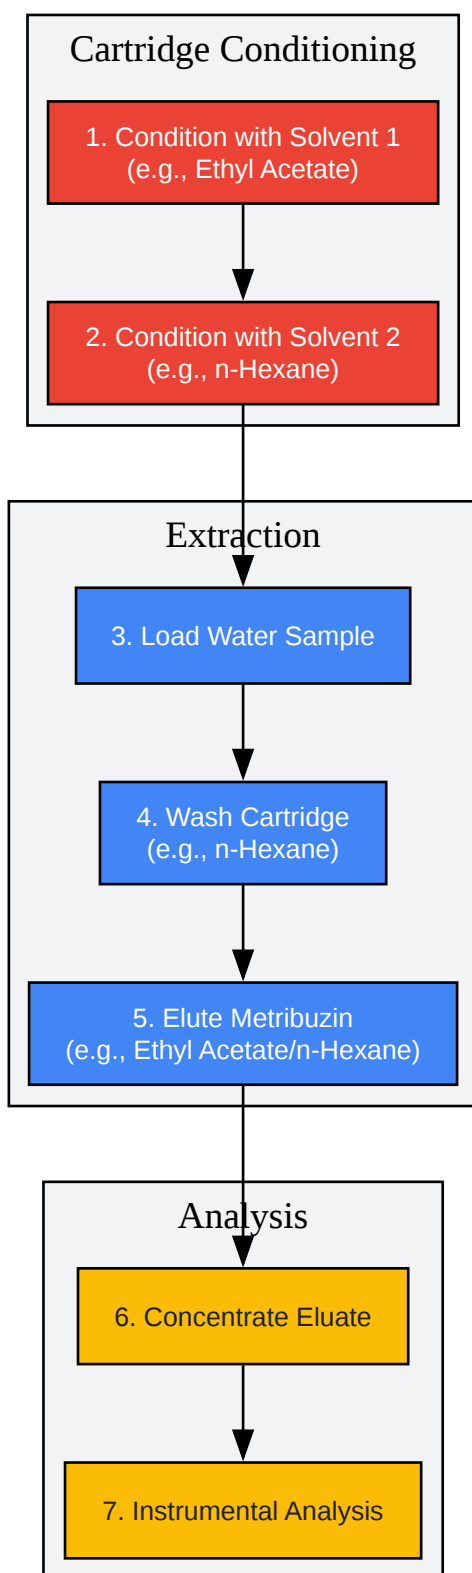 Cartridge Conditioning
1. Condition with Solvent 1
(e.g., Ethyl Acetate)
2. Condition with Solvent 2
(e.g., n-Hexane)
Extraction
3. Load Water Sample
4. Wash Cartridge
(e.g., n-Hexane)
5. Elute Metribuzin
(e.g., Ethyl Acetate/n-Hexane)
Analysis
6. Concentrate Eluate
7. Instrumental Analysis